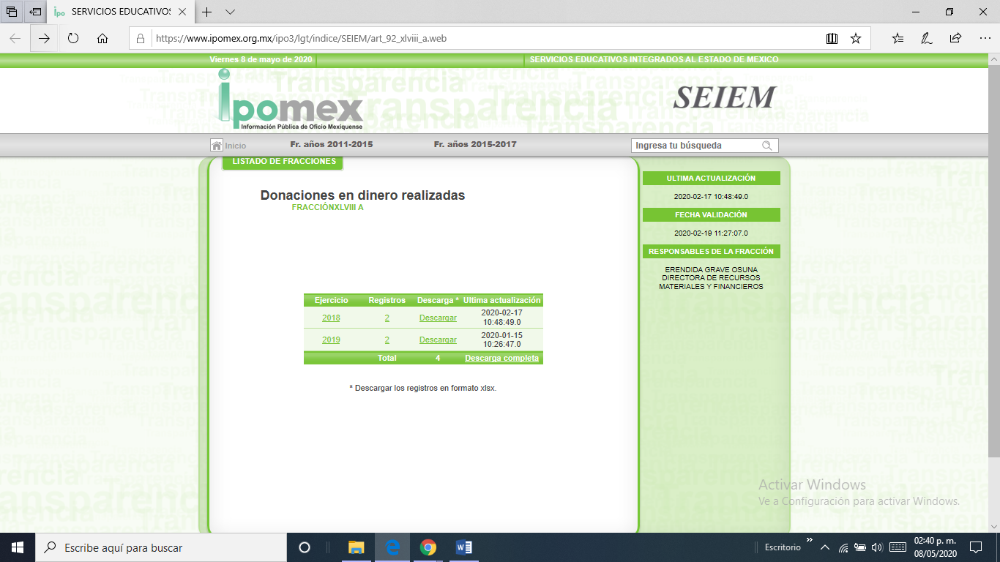 SERVICIOS EDUCATIVOS
https://www.ipomex.org.mx/ipo3/lgt/indice/SEIEM/art_92_xlviii_a.web
Viernes 8 de mayo de 2020
SERVICIOS EDUCATIVOS INTEGRADOS AL ESTADO DE MEXICO
ipomex
Información Pública de Oficio Mexiquense
SEIEM
Inicio
Fr. años 2011-2015
Fr. años 2015-2017
Ingresa tu búsqueda
LISTADO DE FRACCIONES
Donaciones en dinero realizadas
FRACCIÓNXLVIII A
Ejercicio Registros Descarga * Ultima actualización
2018 2 Descargar 2020-02-17
10:48:49.0
2019 2 Descargar 2020-01-15
10:26:47.0
Total 4 Descarga completa
* Descargar los registros en formato xlsx.
ULTIMA ACTUALIZACIÓN
2020-02-17 10:48:49.0
FECHA VALIDACIÓN
2020-02-19 11:27:07.0
RESPONSABLES DE LA FRACCIÓN
ERENDIDA GRAVE OSUNA
DIRECTORA DE RECURSOS
MATERIALES Y FINANCIEROS
Activar Windows
Ve a Configuración para activar Windows.
Escribe aquí para buscar
Escritorio
02:40 p. m.
08/05/2020